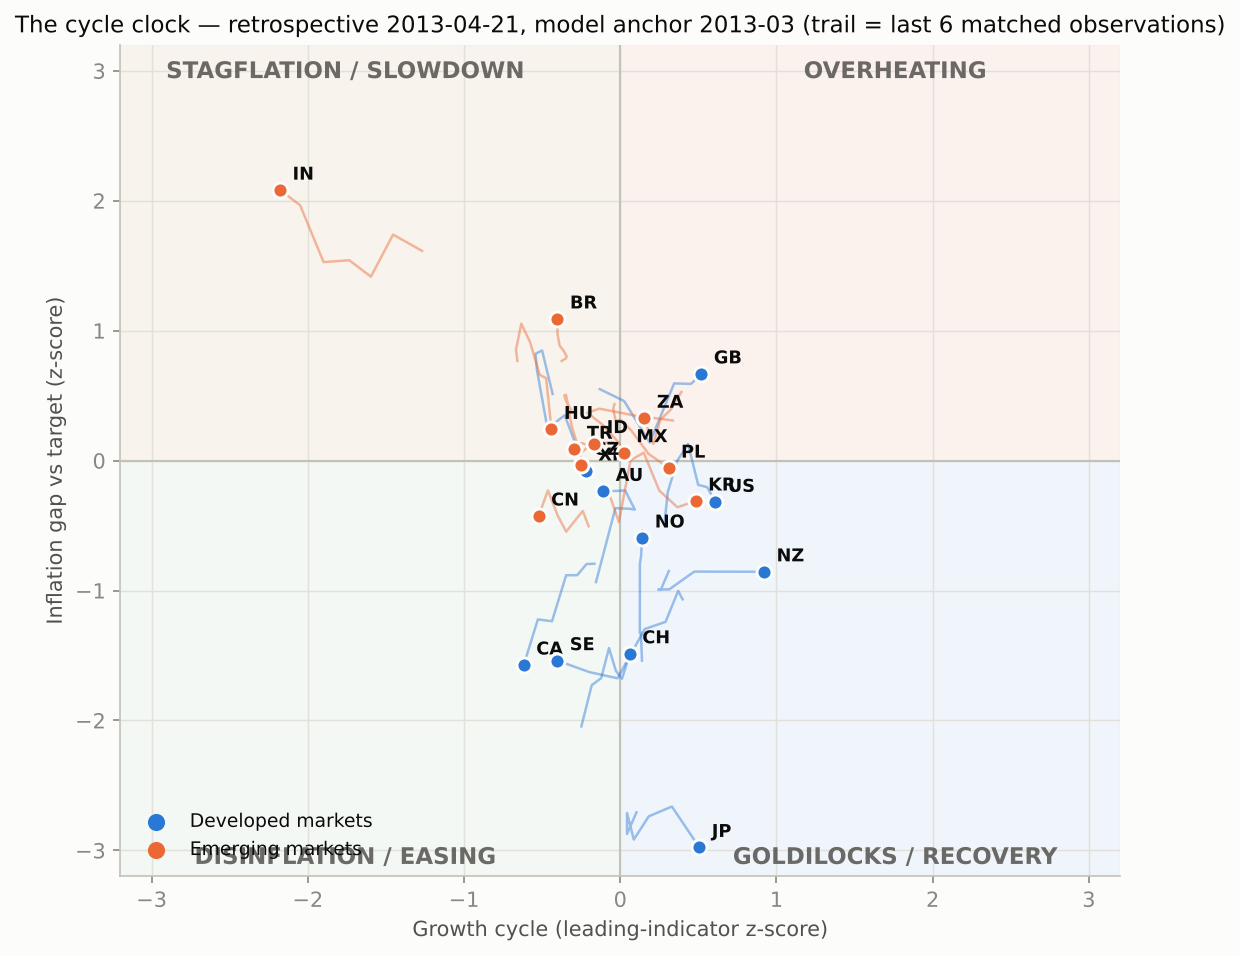 The cycle clock — retrospective 2013-04-21, model anchor 2013-03 (trail = last 6 matched observations)
STAGFLATION / SLOWDOWN
OVERHEATING
3
2
1
0
−1
−2
−3
Inflation gap vs target (z-score)
IN
BR
GB
ZA
HU
ID
TR
MX
PL
AU
KR
US
CN
NO
NZ
CH
SE
CA
JP
Developed markets
Emerging markets
DISINFLATION / EASING
GOLDILOCKS / RECOVERY
−3
−2
−1
0
1
2
3
Growth cycle (leading-indicator z-score)